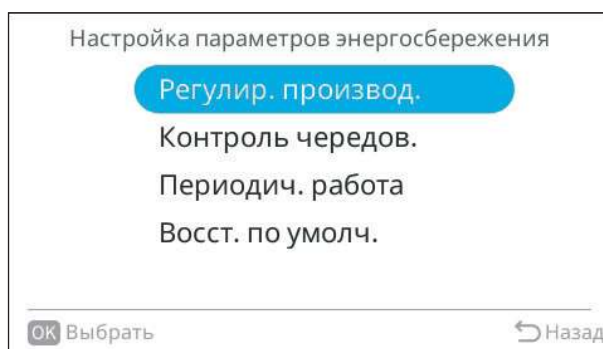 Настройка параметров энергосбережения
Регулир. производ.
Контроль чередов.
Периодич. работа
Восст. по умолч.
OK Выбрать
Назад